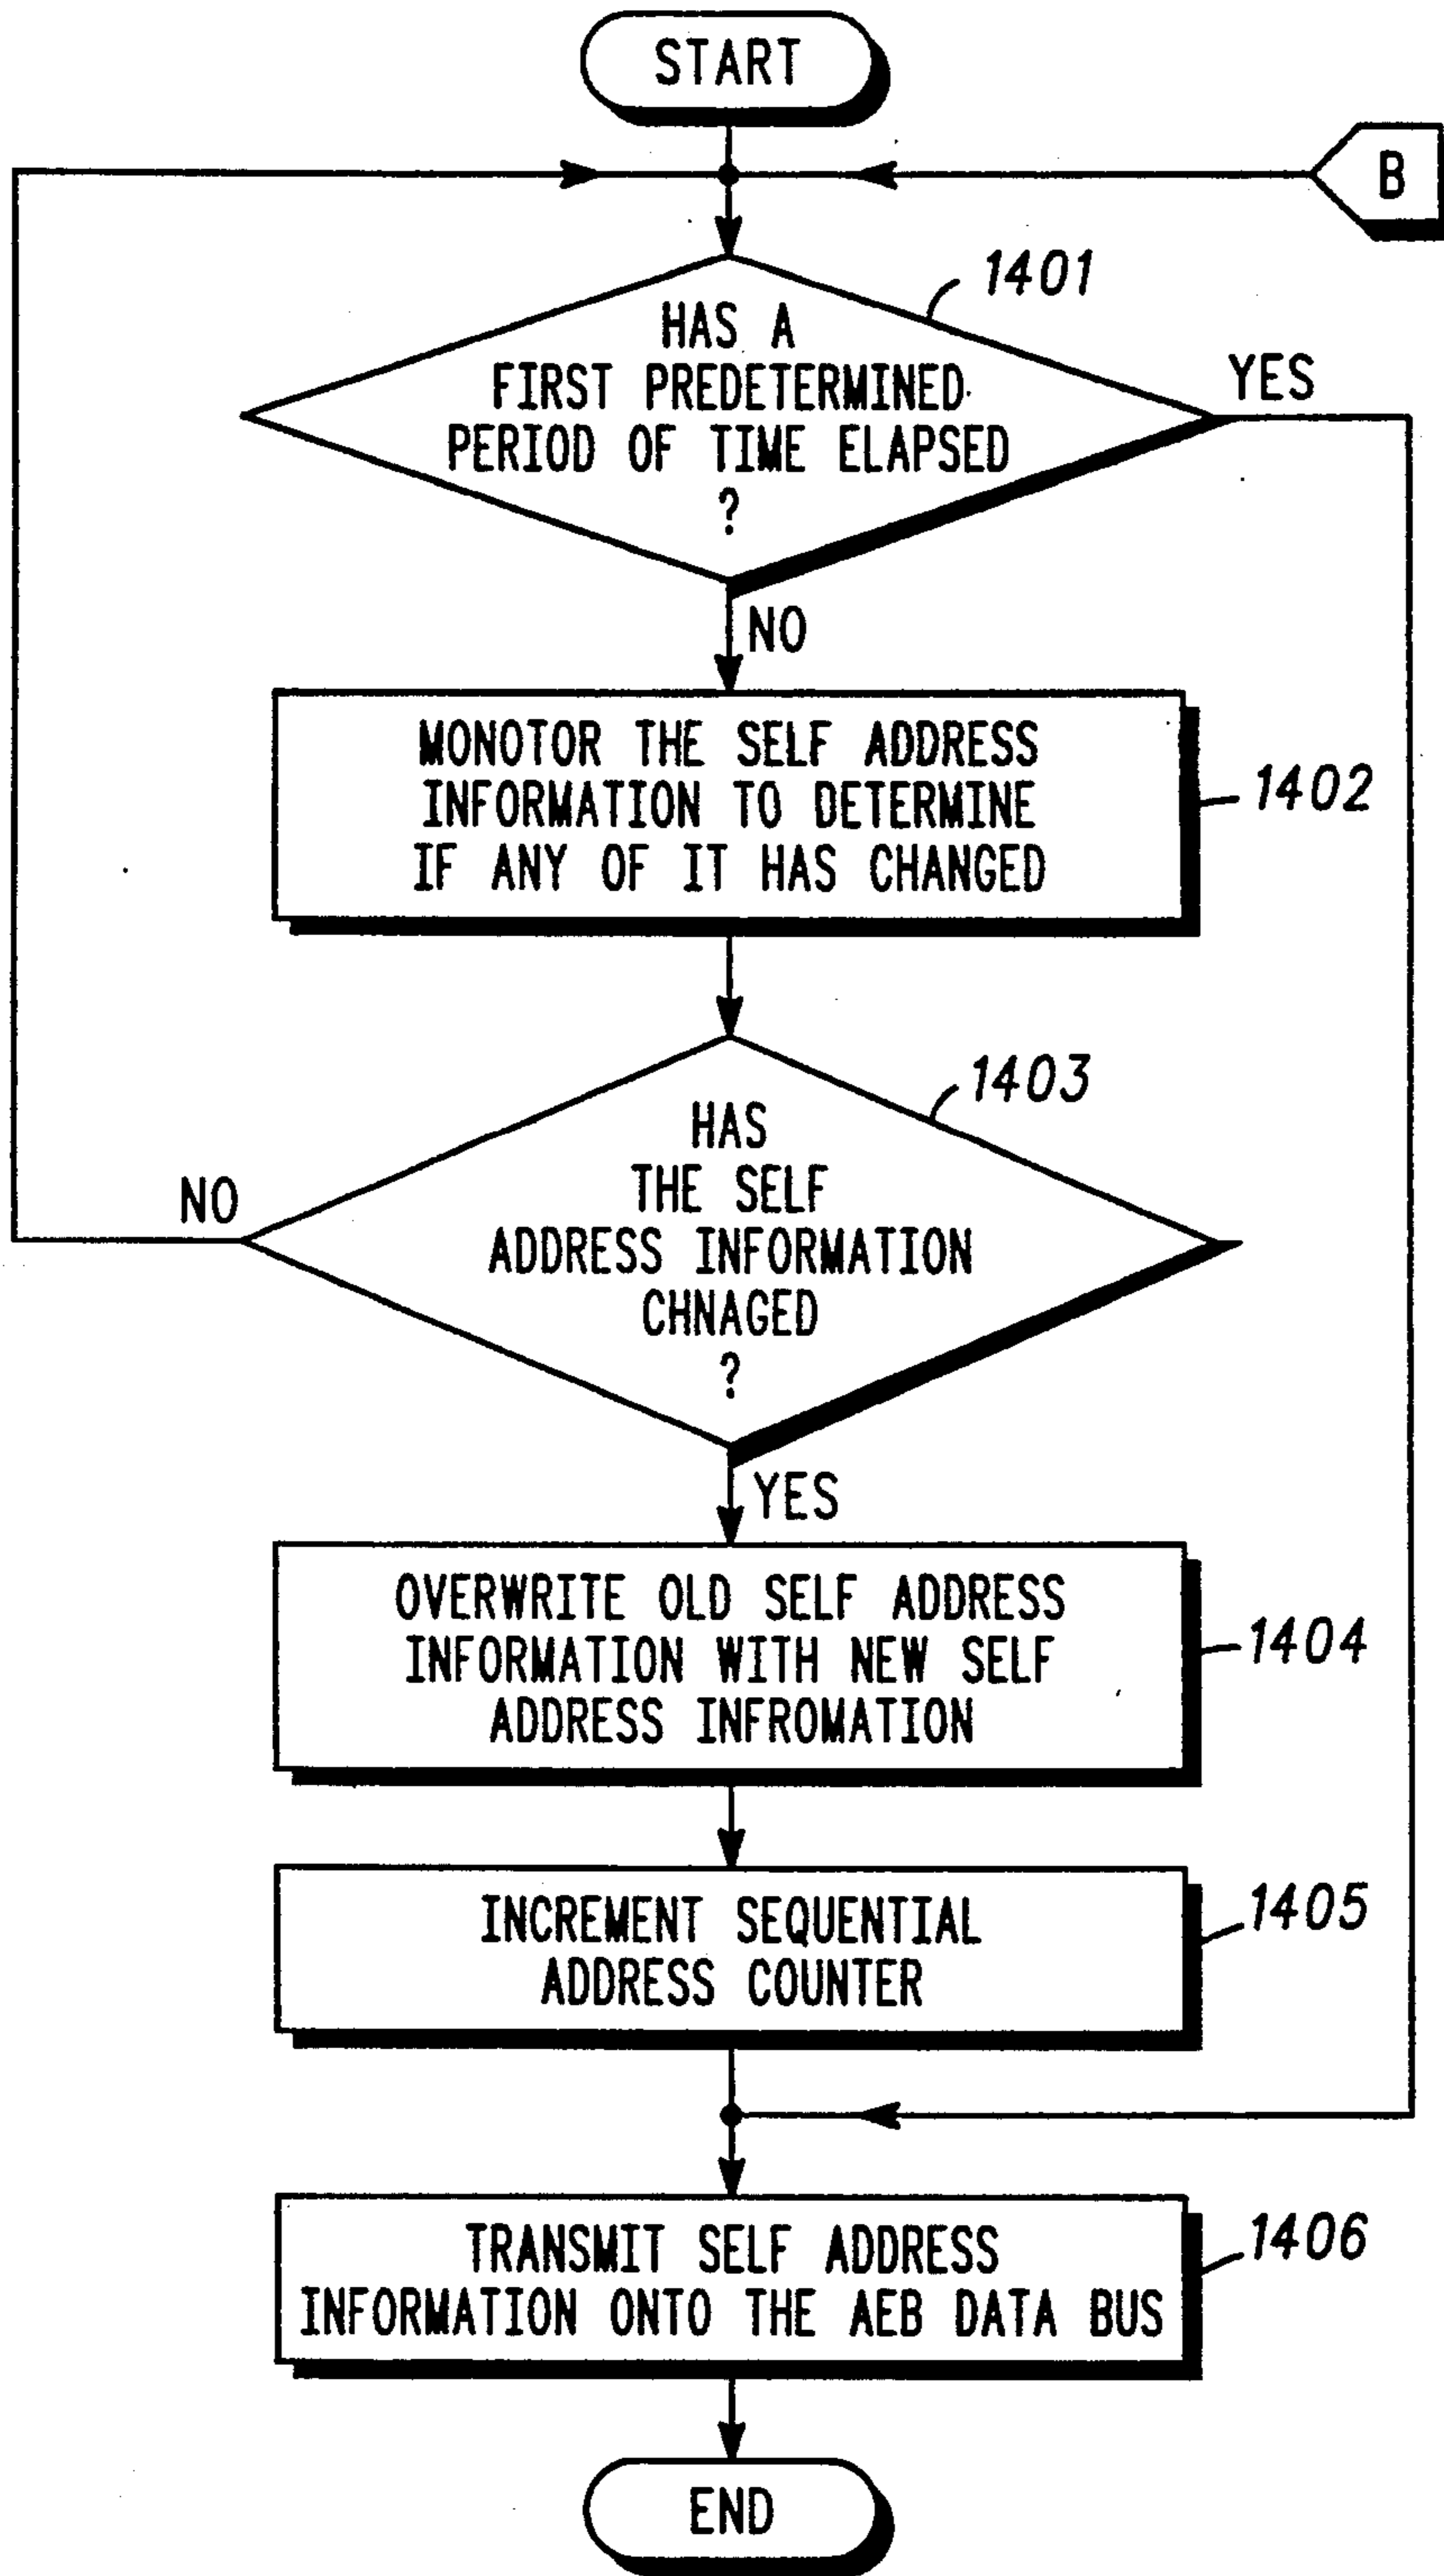 START
B
1401
HAS A
FIRST PREDETERMINED
PERIOD OF TIME ELAPSED
?
YES
NO
MONOTOR THE SELF ADDRESS
INFORMATION TO DETERMINE
IF ANY OF IT HAS CHANGED
1402
1403
HAS
THE SELF
ADDRESS INFORMATION
CHNAGED
?
NO
YES
OVERWRITE OLD SELF ADDRESS
INFORMATION WITH NEW SELF
ADDRESS INFROMATION
1404
INCREMENT SEQUENTIAL
ADDRESS COUNTER
1405
TRANSMIT SELF ADDRESS
INFORMATION ONTO THE AEB DATA BUS
1406
END